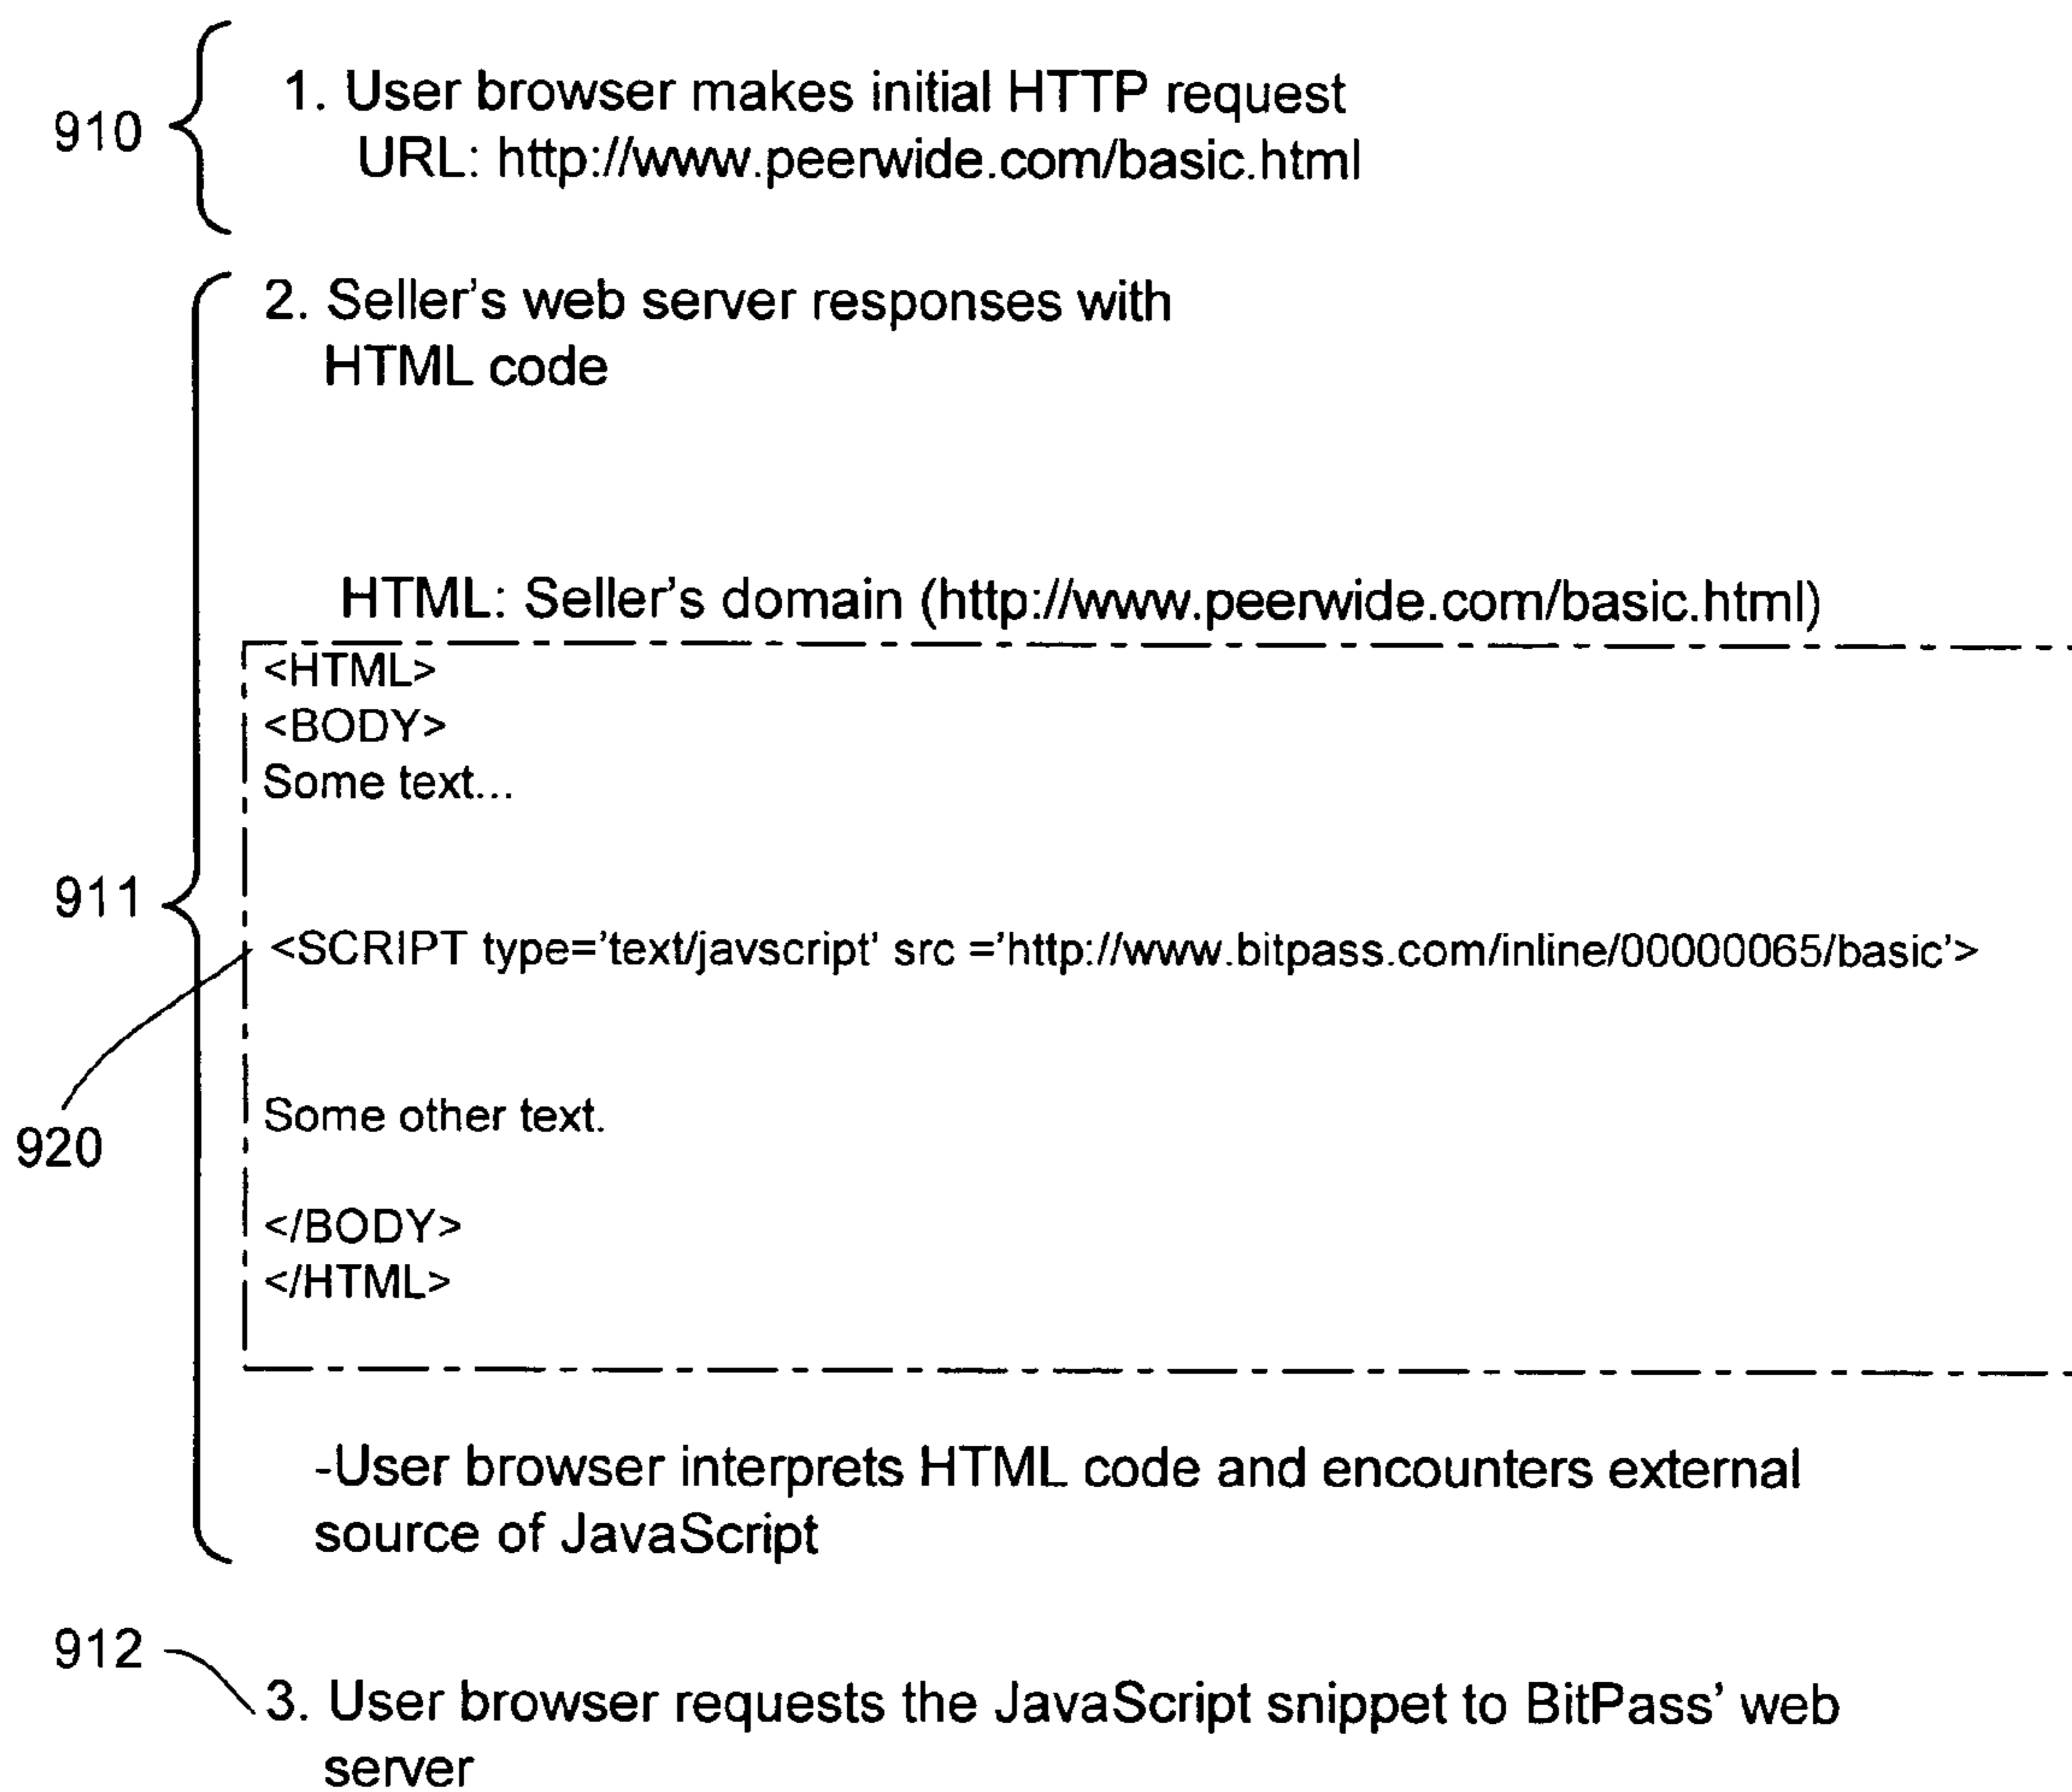 910
1. User browser makes initial HTTP request
URL: http://www.peerwide.com/basic.html
2. Seller's web server responses with
HTML code
HTML: Seller's domain (http://www.peerwide.com/basic.html)
<HTML>
<BODY>
Some text...
911
<SCRIPT type='text/javscript' src ='http://www.bitpass.com/inline/00000065/basic'>
920
Some other text.
</BODY>
</HTML>
-User browser interprets HTML code and encounters external
source of JavaScript
912
3. User browser requests the JavaScript snippet to BitPass' web
server